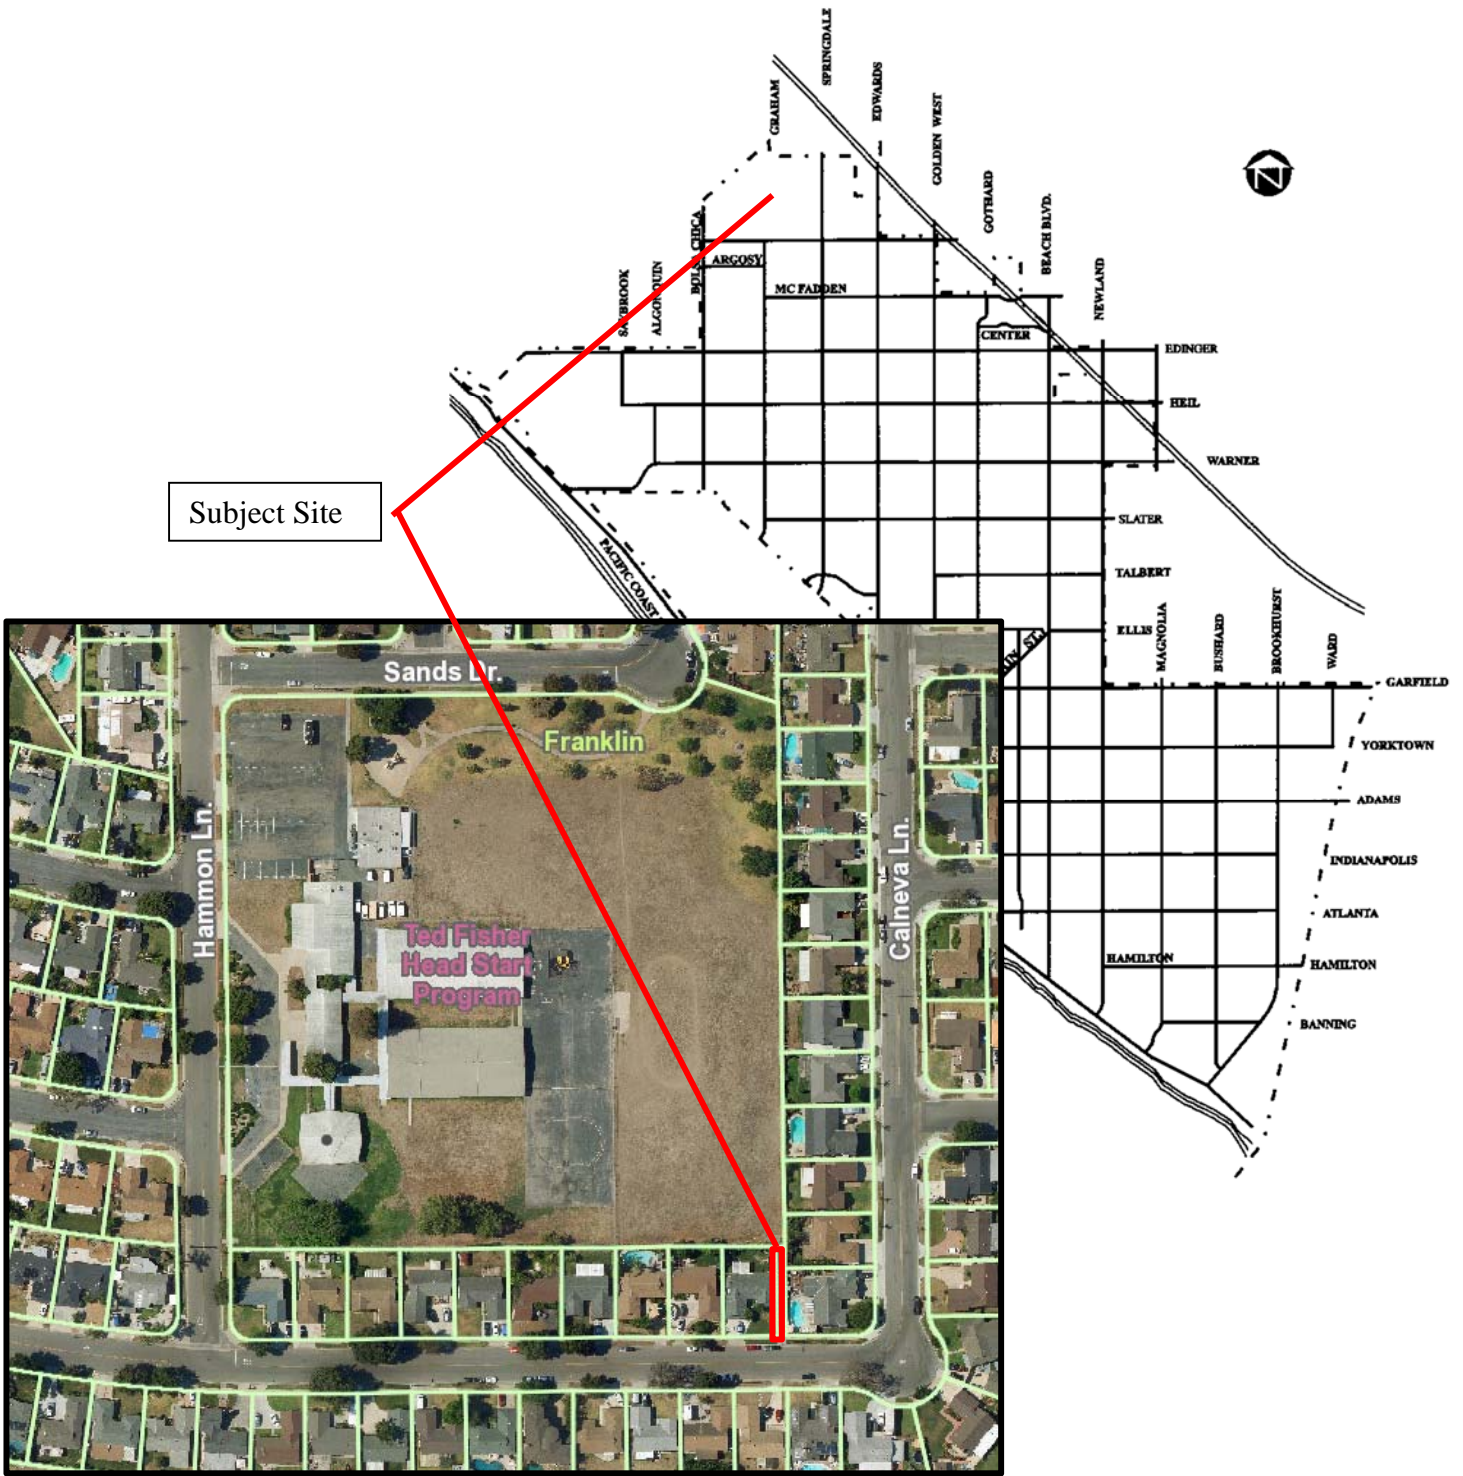 SPRINGDALE
GRAHAM
EDWARDS
GOLDEN WEST
GOTHARD
BEACH BLVD.
NEWLAND
N
BOLSA CHICA
SAYBROOK
ALGONQUIN
ARGOSY
MC FADDEN
CENTER
EDINGER
HEIL
WARNER
Subject Site
SLATER
PACIFIC COAST
TALBERT
ELLIS
ST.
MAGNOLIA
BUSHARD
BROOKHURST
WARD
GARFIELD
YORKTOWN
ADAMS
INDIANAPOLIS
ATLANTA
HAMILTON
HAMILTON
BANNING
Sands Dr.
Franklin
Hammon Ln.
Calneva Ln.
Ted Fisher
Head Start
Program